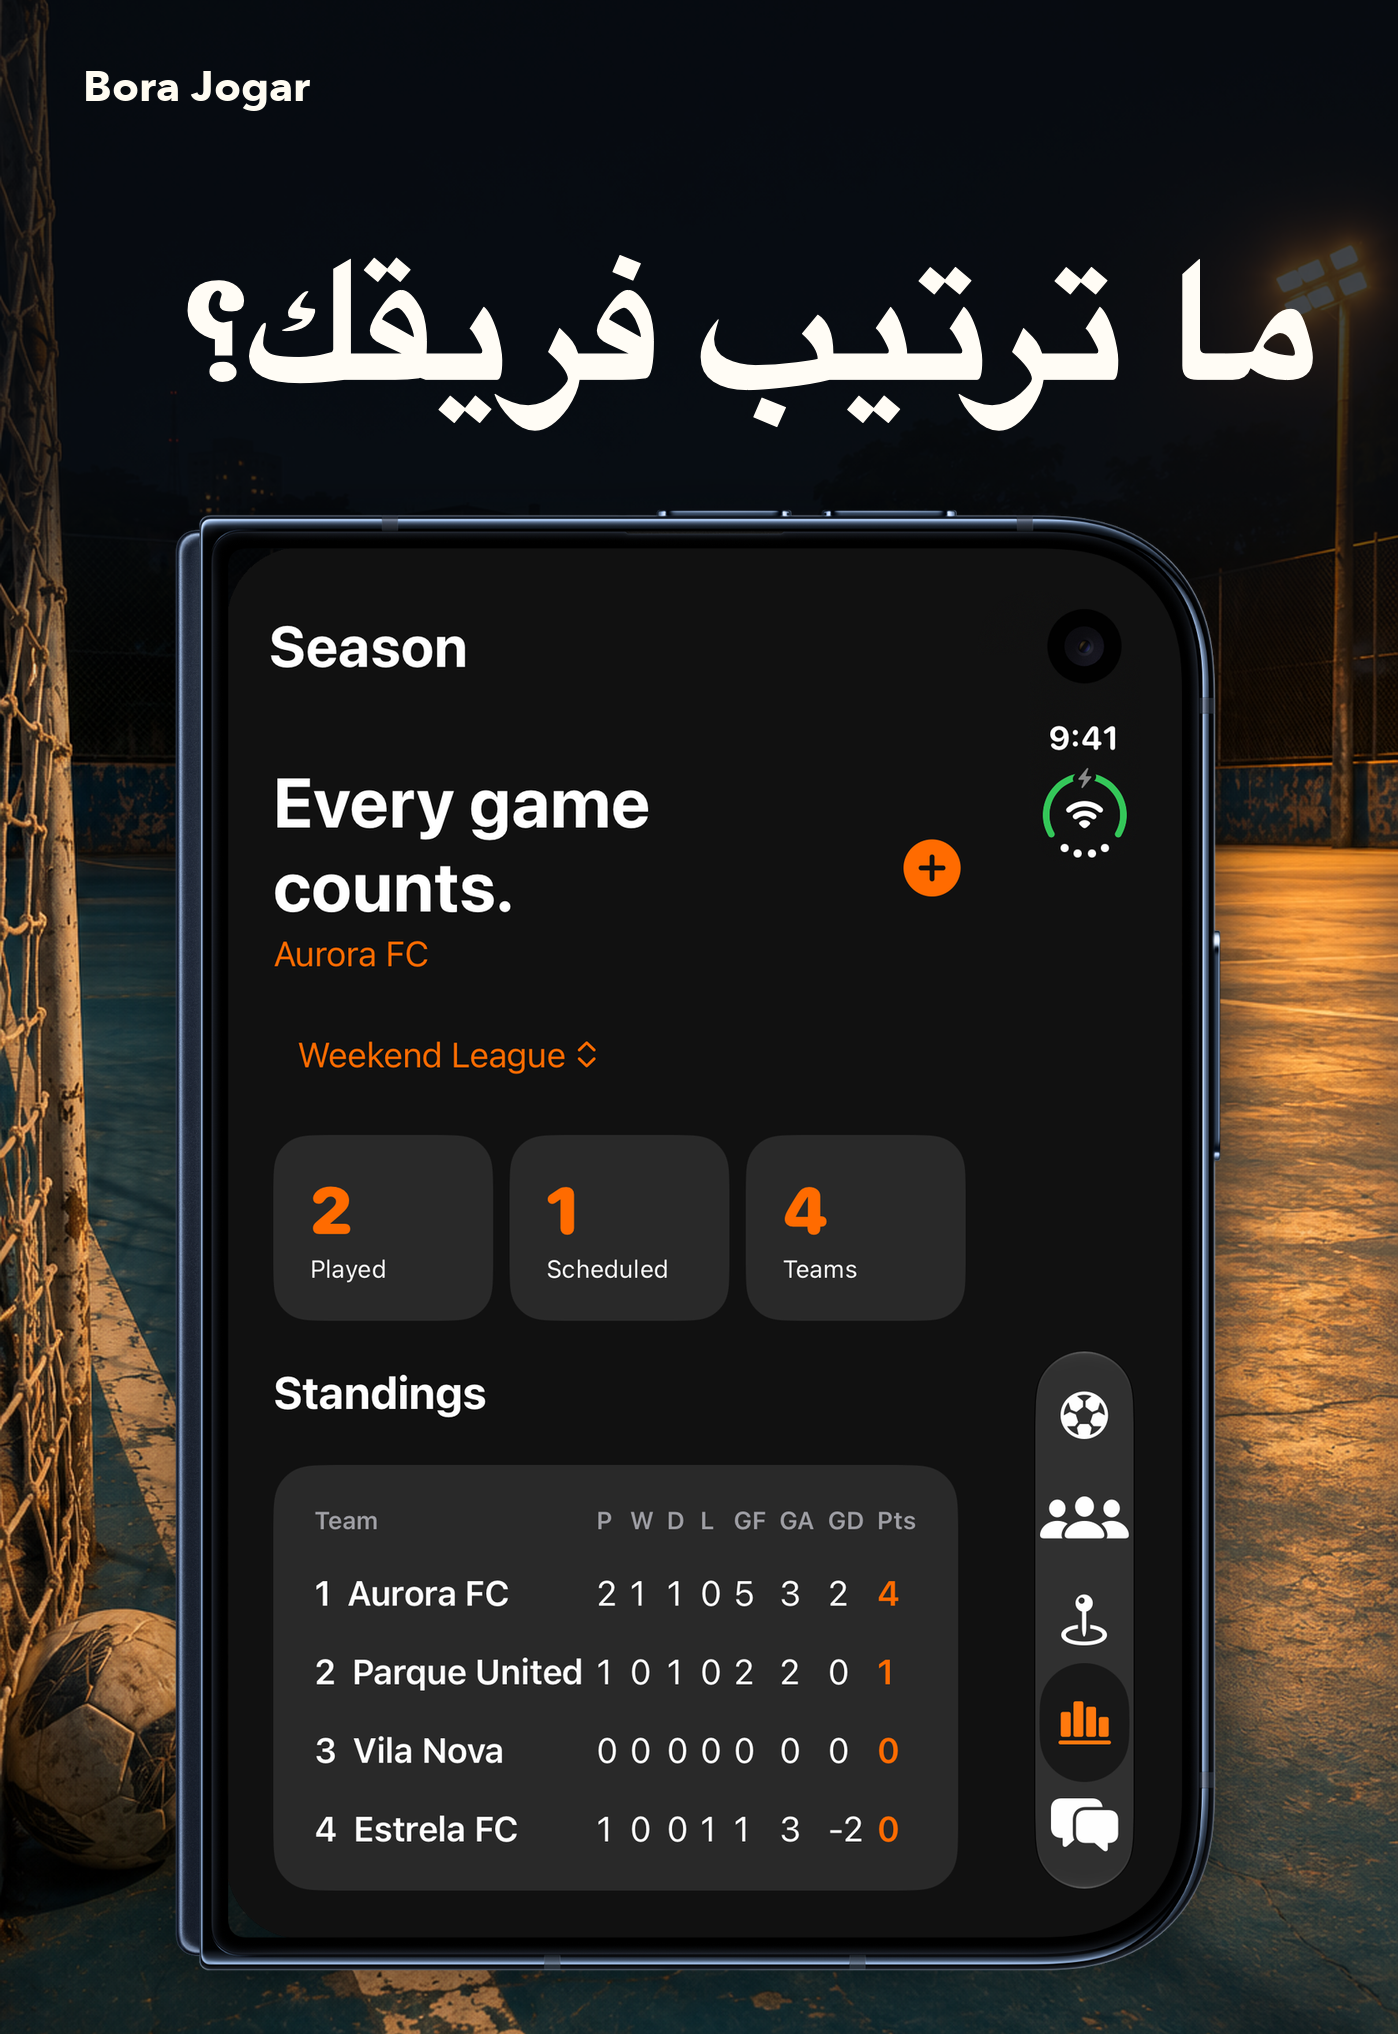 Bora Jogar
ما ترتيب فريقك؟
Season
9:41
Every game
counts.
Aurora FC
Weekend League
2 1 4
Played Scheduled Teams
Standings
Team P W D L GF GA GD Pts
1 Aurora FC 2 1 1 0 5 3 2 4
2 Parque United 1 0 1 0 2 2 0 1
3 Vila Nova 0 0 0 0 0 0 0 0
4 Estrela FC 1 0 0 1 1 3 -2 0